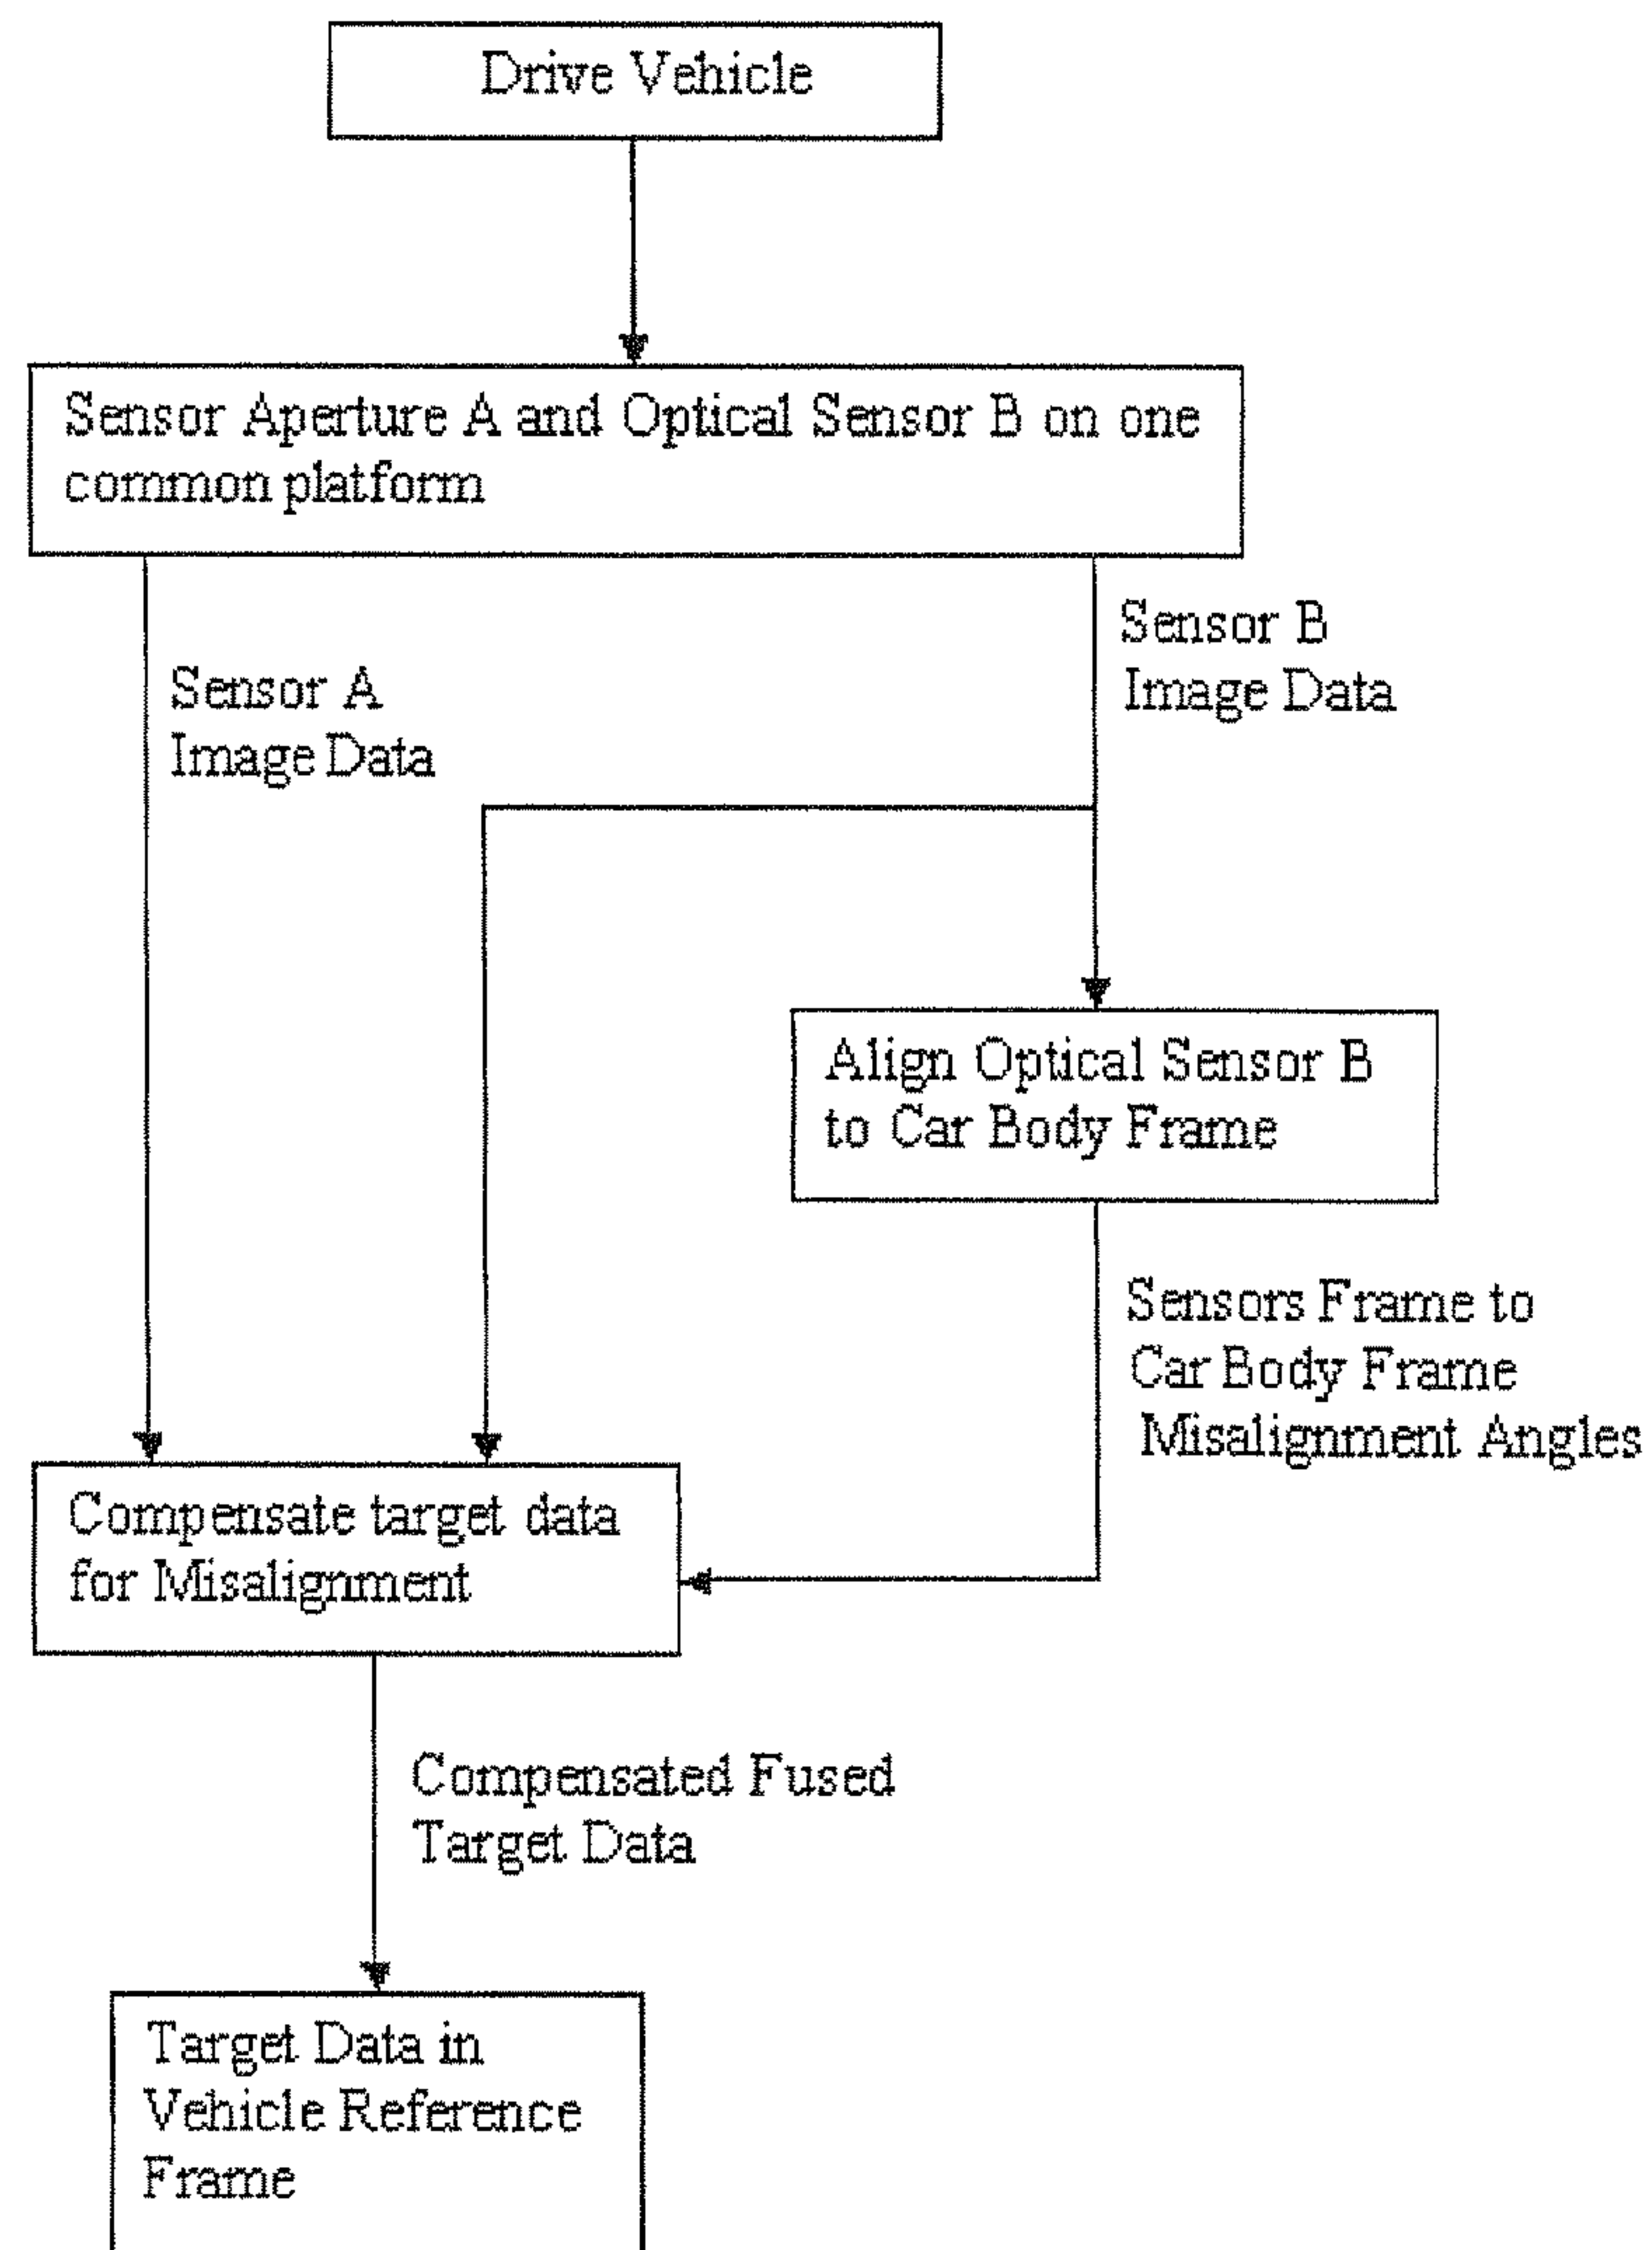 Drive Vehicle
Sensor Aperture A and Optical Sensor B on one
common platform
Sensor B
Image Data
Sensor A
Image Data
Align Optical Sensor B
to Car Body Frame
Sensors Frame to
Car Body Frame
Misalignment Angles
Compensate target data
for Misalignment
Compensated Fused
Target Data
Target Data in
Vehicle Reference
Frame